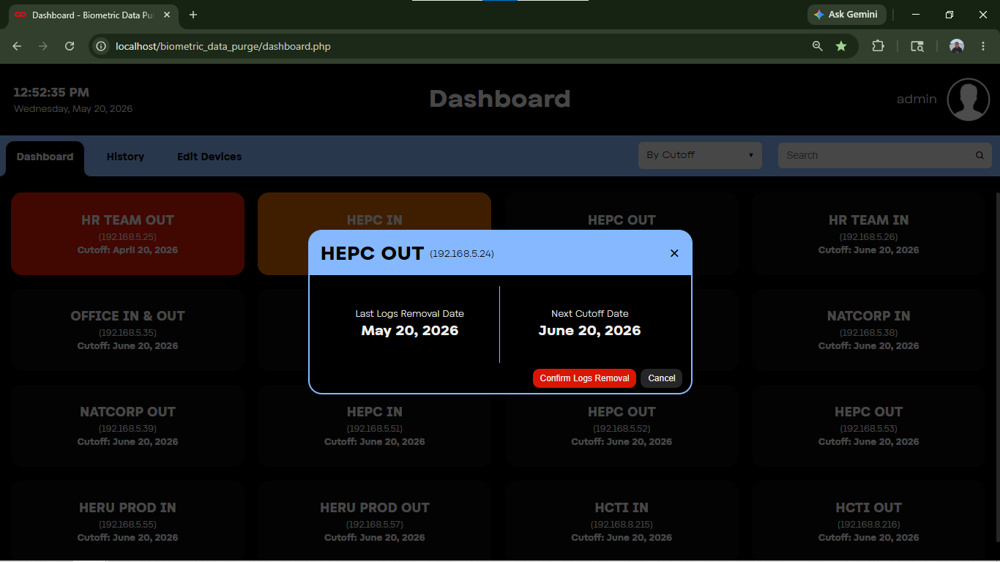 Dashboard - Biometric Data Pu
Ask Gemini
localhost/biometric_data_purge/dashboard.php
12:52:35 PM
Wednesday, May 20, 2026
Dashboard
admin
Dashboard
History
Edit Devices
By Cutoff
Search
HR TEAM OUT
(192.168.5.25)
Cutoff: April 20, 2026
HEPC IN
HEPC OUT
HR TEAM IN
(192.168.5.26)
Cutoff: June 20, 2026
HEPC OUT (192.168.5.24)
Last Logs Removal Date
May 20, 2026
Next Cutoff Date
June 20, 2026
Confirm Logs Removal
Cancel
OFFICE IN & OUT
(192.168.5.35)
Cutoff: June 20, 2026
NATCORP IN
(192.168.5.38)
Cutoff: June 20, 2026
NATCORP OUT
(192.168.5.39)
Cutoff: June 20, 2026
HEPC IN
(192.168.5.51)
Cutoff: June 20, 2026
HEPC OUT
(192.168.5.52)
Cutoff: June 20, 2026
HEPC OUT
(192.168.5.53)
Cutoff: June 20, 2026
HERU PROD IN
(192.168.5.55)
Cutoff: June 20, 2026
HERU PROD OUT
(192.168.5.57)
Cutoff: June 20, 2026
HCTI IN
(192.168.8.215)
Cutoff: June 20, 2026
HCTI OUT
(192.168.8.216)
Cutoff: June 20, 2026